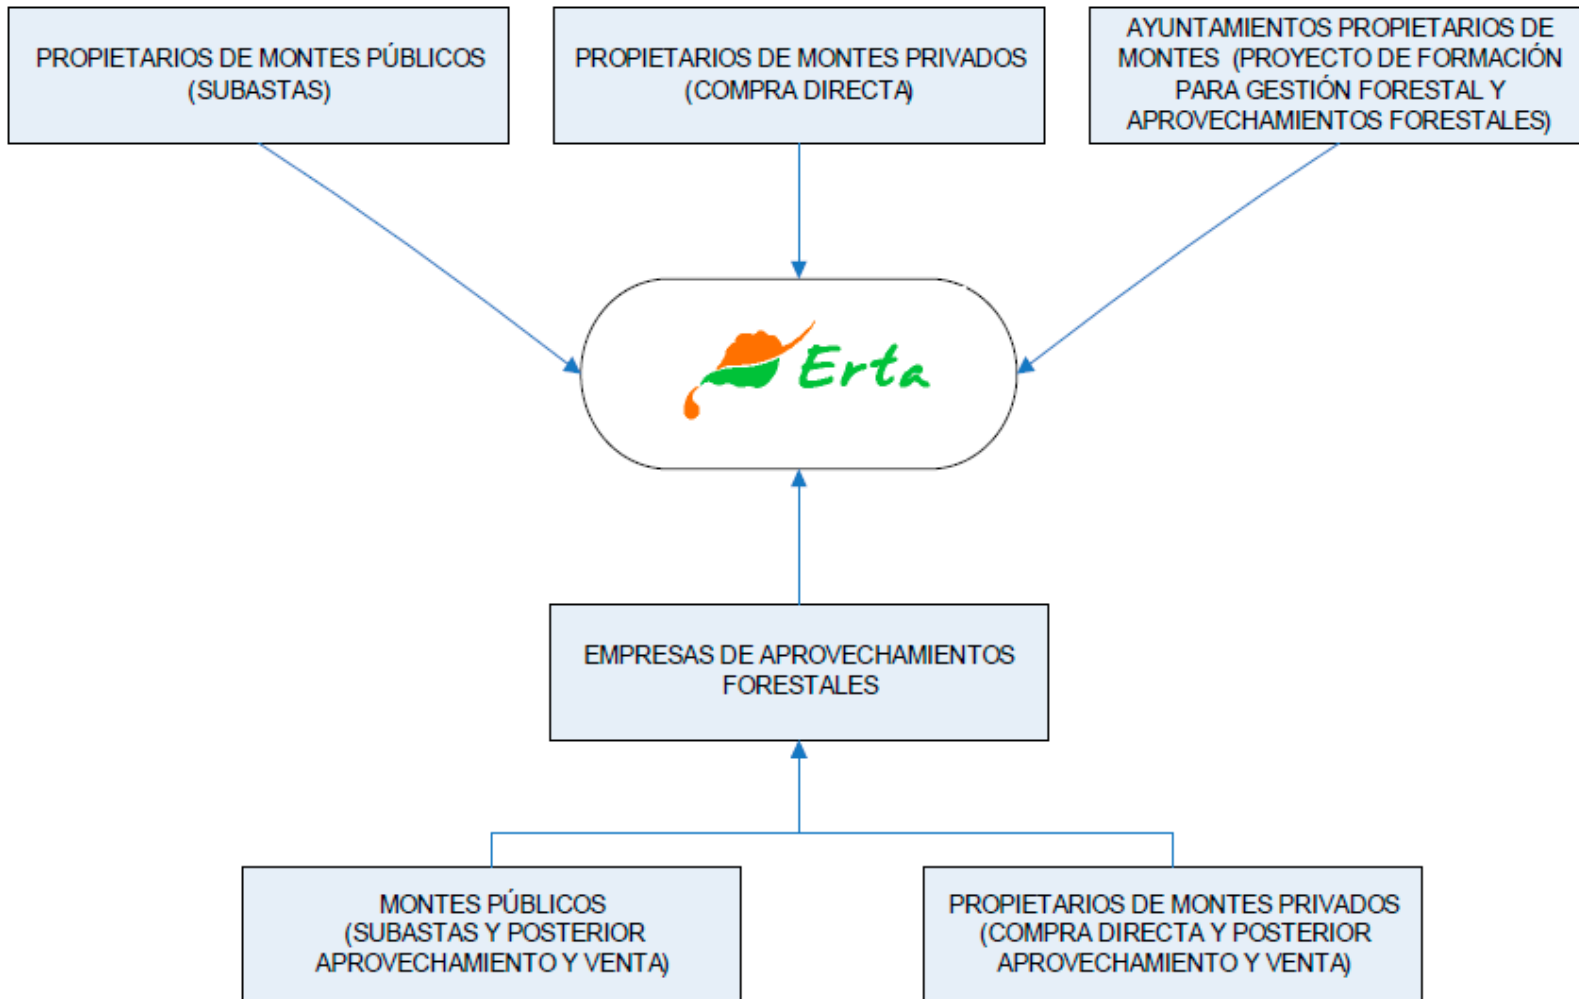 PROPIETARIOS DE MONTES PÚBLICOS
(SUBASTAS)
PROPIETARIOS DE MONTES PRIVADOS
(COMPRA DIRECTA)
AYUNTAMIENTOS PROPIETARIOS DE
MONTES (PROYECTO DE FORMACIÓN
PARA GESTIÓN FORESTAL Y
APROVECHAMIENTOS FORESTALES)
Erta
EMPRESAS DE APROVECHAMIENTOS
FORESTALES
MONTES PÚBLICOS
(SUBASTAS Y POSTERIOR
APROVECHAMIENTO Y VENTA)
PROPIETARIOS DE MONTES PRIVADOS
(COMPRA DIRECTA Y POSTERIOR
APROVECHAMIENTO Y VENTA)